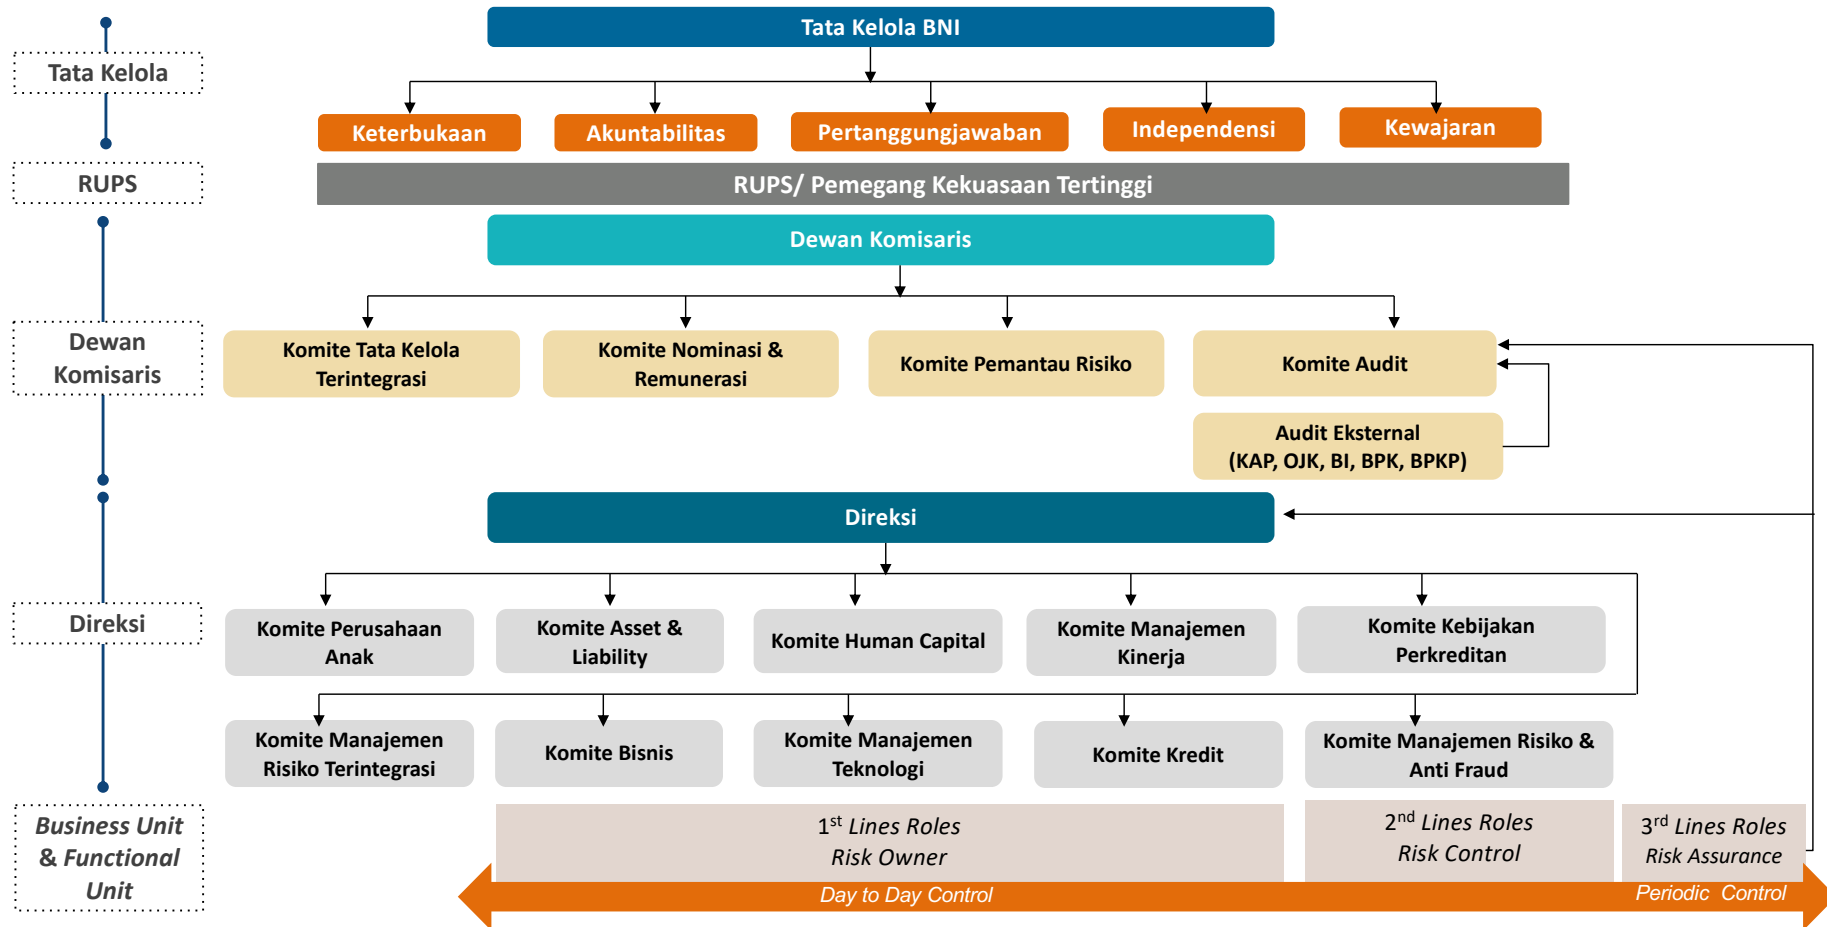 Tata Kelola BNI
Tata Kelola
Keterbukaan
Akuntabilitas
Pertanggungjawaban
Independensi
Kewajaran
RUPS
RUPS/ Pemegang Kekuasaan Tertinggi
Dewan Komisaris
Dewan
Komisaris
Komite Tata Kelola
Terintegrasi
Komite Nominasi &
Remunerasi
Komite Pemantau Risiko
Komite Audit
Audit Eksternal
(KAP, OJK, BI, BPK, BPKP)
Direksi
Direksi
Komite Perusahaan
Anak
Komite Asset &
Liability
Komite Human Capital
Komite Manajemen
Kinerja
Komite Kebijakan
Perkreditan
Komite Manajemen
Risiko Terintegrasi
Komite Bisnis
Komite Manajemen
Teknologi
Komite Kredit
Komite Manajemen Risiko &
Anti Fraud
Business Unit
& Functional
Unit
1st Lines Roles
Risk Owner
2nd Lines Roles
Risk Control
3rd Lines Roles
Risk Assurance
Day to Day Control
Periodic Control